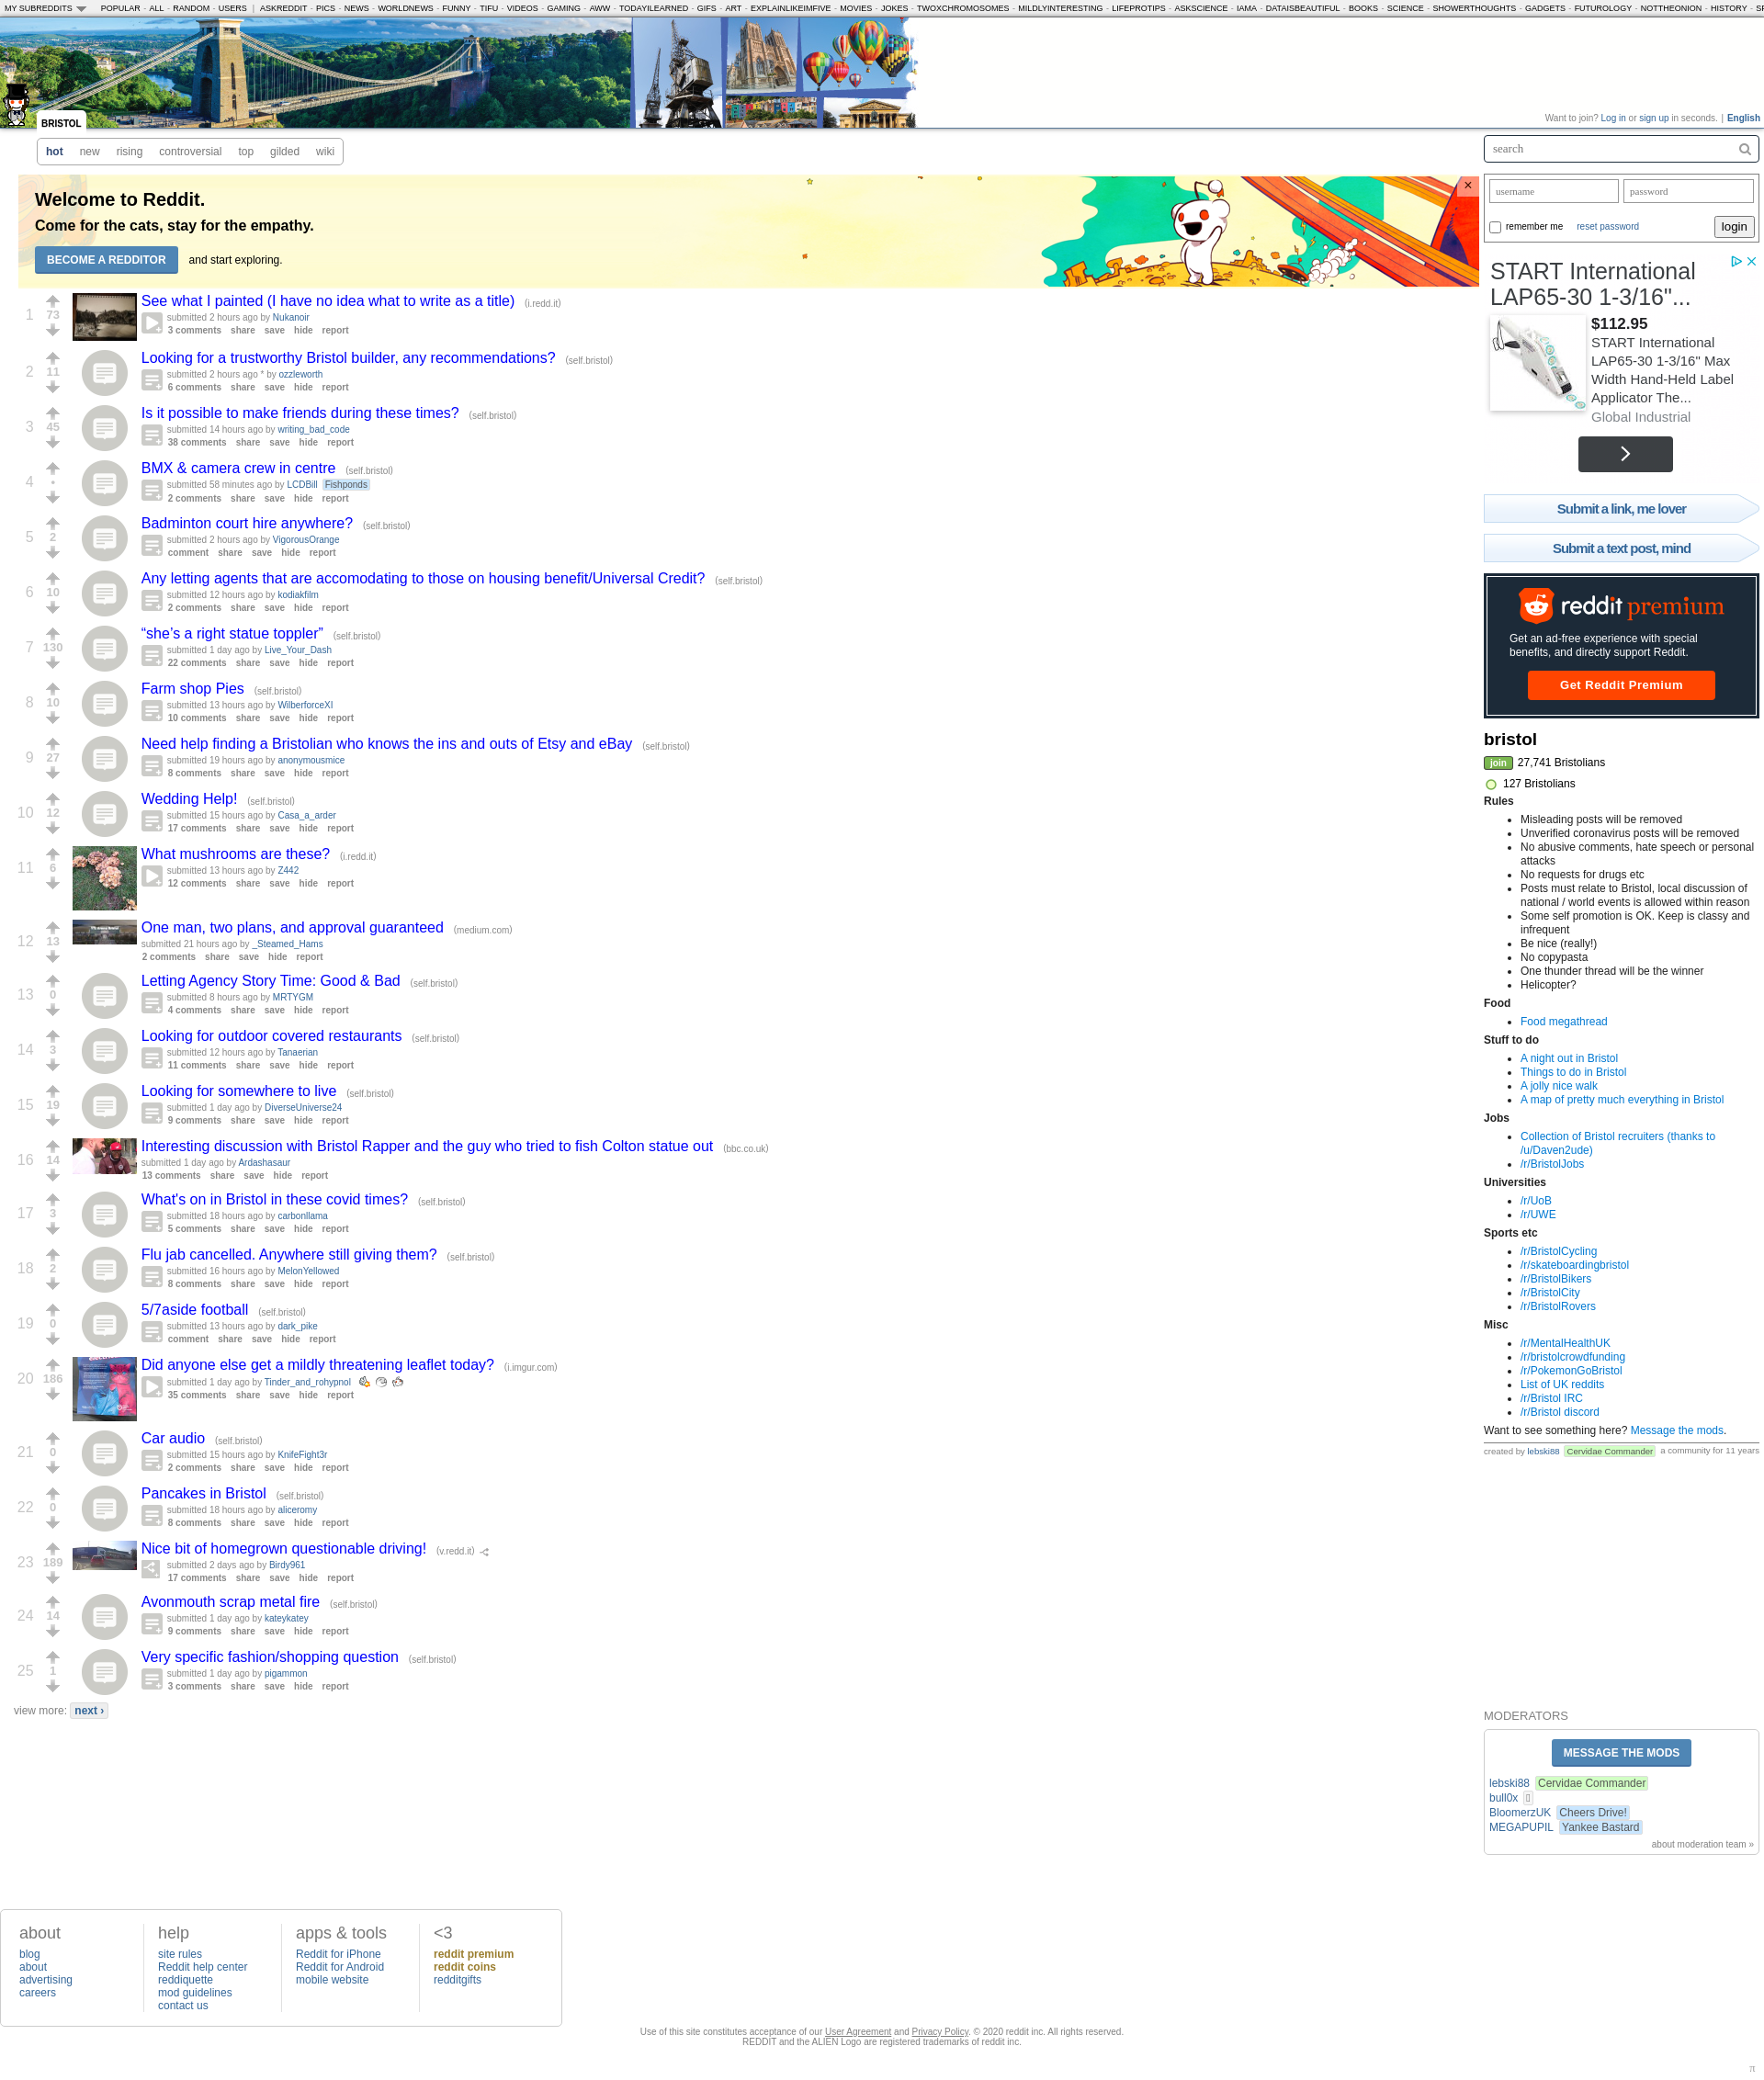 MY SUBREDDITS POPULAR - ALL - RANDOM - USERS | ASKREDDIT - PICS - NEWS - WORLDNEWS - FUNNY - TIFU - VIDEOS - GAMING - AWW - TODAYILEARNED - GIFS - ART - EXPLAINLIKEIMFIVE - MOVIES - JOKES - TWOXCHROMOSOMES - MILDLYINTERESTING - LIFEPROTIPS - ASKSCIENCE - IAMA - DATAISBEAUTIFUL - BOOKS - SCIENCE - SHOWERTHOUGHTS - GADGETS - FUTUROLOGY - NOTTHEONION - HISTORY -
BRISTOL
Want to join? Log in or sign up in seconds. | English
hot new rising controversial top gilded wiki
Welcome to Reddit.
Come for the cats, stay for the empathy.
BECOME A REDDITOR and start exploring.
×
1 73 See what I painted (I have no idea what to write as a title) (i.redd.it)
submitted 2 hours ago by Nukanoir
3 comments share save hide report
2 11 Looking for a trustworthy Bristol builder, any recommendations? (self.bristol)
submitted 2 hours ago * by ozzleworth
6 comments share save hide report
3 45 Is it possible to make friends during these times? (self.bristol)
submitted 14 hours ago by writing_bad_code
38 comments share save hide report
4 • BMX & camera crew in centre (self.bristol)
submitted 58 minutes ago by LCDBill Fishponds
2 comments share save hide report
5 2 Badminton court hire anywhere? (self.bristol)
submitted 2 hours ago by VigorousOrange
comment share save hide report
6 10 Any letting agents that are accomodating to those on housing benefit/Universal Credit? (self.bristol)
submitted 12 hours ago by kodiakfilm
2 comments share save hide report
7 130 “she’s a right statue toppler” (self.bristol)
submitted 1 day ago by Live_Your_Dash
22 comments share save hide report
8 10 Farm shop Pies (self.bristol)
submitted 13 hours ago by WilberforceXI
10 comments share save hide report
9 27 Need help finding a Bristolian who knows the ins and outs of Etsy and eBay (self.bristol)
submitted 19 hours ago by anonymousmice
8 comments share save hide report
10 12 Wedding Help! (self.bristol)
submitted 15 hours ago by Casa_a_arder
17 comments share save hide report
11 6 What mushrooms are these? (i.redd.it)
submitted 13 hours ago by Z442
12 comments share save hide report
12 13 One man, two plans, and approval guaranteed (medium.com)
submitted 21 hours ago by _Steamed_Hams
2 comments share save hide report
13 0 Letting Agency Story Time: Good & Bad (self.bristol)
submitted 8 hours ago by MRTYGM
4 comments share save hide report
14 3 Looking for outdoor covered restaurants (self.bristol)
submitted 12 hours ago by Tanaerian
11 comments share save hide report
15 19 Looking for somewhere to live (self.bristol)
submitted 1 day ago by DiverseUniverse24
9 comments share save hide report
16 14 Interesting discussion with Bristol Rapper and the guy who tried to fish Colton statue out (bbc.co.uk)
submitted 1 day ago by Ardashasaur
13 comments share save hide report
17 3 What's on in Bristol in these covid times? (self.bristol)
submitted 18 hours ago by carbonllama
5 comments share save hide report
18 2 Flu jab cancelled. Anywhere still giving them? (self.bristol)
submitted 16 hours ago by MelonYellowed
8 comments share save hide report
19 0 5/7aside football (self.bristol)
submitted 13 hours ago by dark_pike
comment share save hide report
20 186 Did anyone else get a mildly threatening leaflet today? (i.imgur.com)
submitted 1 day ago by Tinder_and_rohypnol
35 comments share save hide report
21 0 Car audio (self.bristol)
submitted 15 hours ago by KnifeFight3r
2 comments share save hide report
22 0 Pancakes in Bristol (self.bristol)
submitted 18 hours ago by aliceromy
8 comments share save hide report
23 189 Nice bit of homegrown questionable driving! (v.redd.it)
submitted 2 days ago by Birdy961
17 comments share save hide report
24 14 Avonmouth scrap metal fire (self.bristol)
submitted 1 day ago by kateykatey
9 comments share save hide report
25 1 Very specific fashion/shopping question (self.bristol)
submitted 1 day ago by pigammon
3 comments share save hide report
view more: next ›
search
username password
remember me reset password login
START International
LAP65-30 1-3/16"...
$112.95
START International
LAP65-30 1-3/16" Max
Width Hand-Held Label
Applicator The...
Global Industrial
Submit a link, me lover
Submit a text post, mind
reddit premium
Get an ad-free experience with special
benefits, and directly support Reddit.
Get Reddit Premium
bristol
join 27,741 Bristolians
127 Bristolians
Rules
Misleading posts will be removed
Unverified coronavirus posts will be removed
No abusive comments, hate speech or personal
attacks
No requests for drugs etc
Posts must relate to Bristol, local discussion of
national / world events is allowed within reason
Some self promotion is OK. Keep is classy and
infrequent
Be nice (really!)
No copypasta
One thunder thread will be the winner
Helicopter?
Food
Food megathread
Stuff to do
A night out in Bristol
Things to do in Bristol
A jolly nice walk
A map of pretty much everything in Bristol
Jobs
Collection of Bristol recruiters (thanks to
/u/Daven2ude)
/r/BristolJobs
Universities
/r/UoB
/r/UWE
Sports etc
/r/BristolCycling
/r/skateboardingbristol
/r/BristolBikers
/r/BristolCity
/r/BristolRovers
Misc
/r/MentalHealthUK
/r/bristolcrowdfunding
/r/PokemonGoBristol
List of UK reddits
/r/Bristol IRC
/r/Bristol discord
Want to see something here? Message the mods.
created by lebski88 Cervidae Commander a community for 11 years
MODERATORS
MESSAGE THE MODS
lebski88 Cervidae Commander
bull0x
BloomerzUK Cheers Drive!
MEGAPUPIL Yankee Bastard
about moderation team »
about
blog
about
advertising
careers
help
site rules
Reddit help center
reddiquette
mod guidelines
contact us
apps & tools
Reddit for iPhone
Reddit for Android
mobile website
<3
reddit premium
reddit coins
redditgifts
Use of this site constitutes acceptance of our User Agreement and Privacy Policy. © 2020 reddit inc. All rights reserved.
REDDIT and the ALIEN Logo are registered trademarks of reddit inc.
π